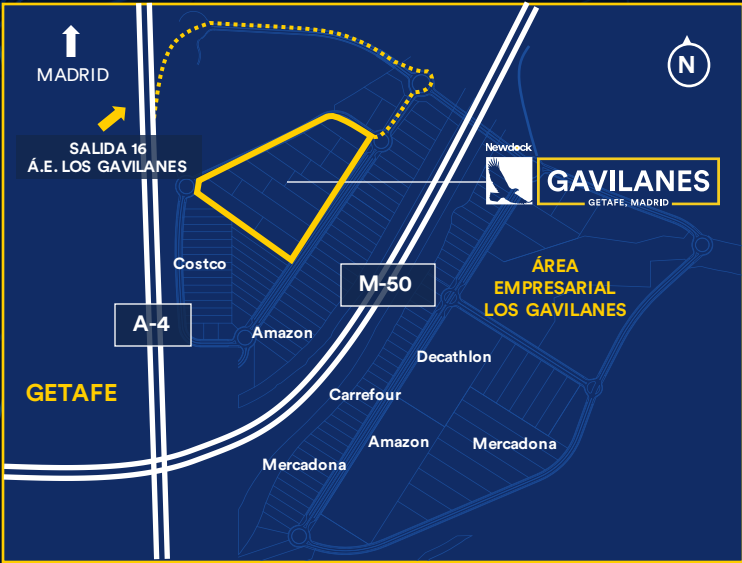 MADRID
N
SALIDA 16
Á.E. LOS GAVILANES
Newdock
GAVILANES
GETAFE, MADRID
Costco
M-50
ÁREA
EMPRESARIAL
LOS GAVILANES
A-4
Amazon
Decathlon
GETAFE
Carrefour
Amazon
Mercadona
Mercadona